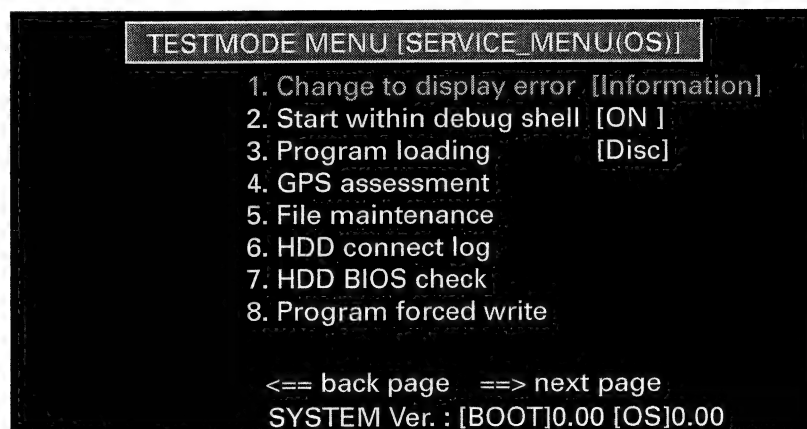 TESTMODE MENU [SERVICE_MENU(OS)]
1. Change to display error [Information]
2. Start within debug shell [ON ]
3. Program loading [Disc]
4. GPS assessment
5. File maintenance
6. HDD connect log
7. HDD BIOS check
8. Program forced write
<== back page ==> next page
SYSTEM Ver. : [BOOT]0.00 [OS]0.00